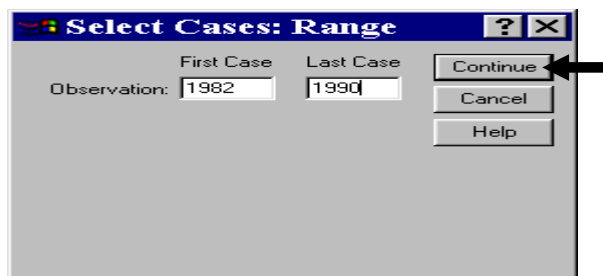 Select Cases: Range
First Case Last Case
Observation: 1982 1990
Continue
Cancel
Help